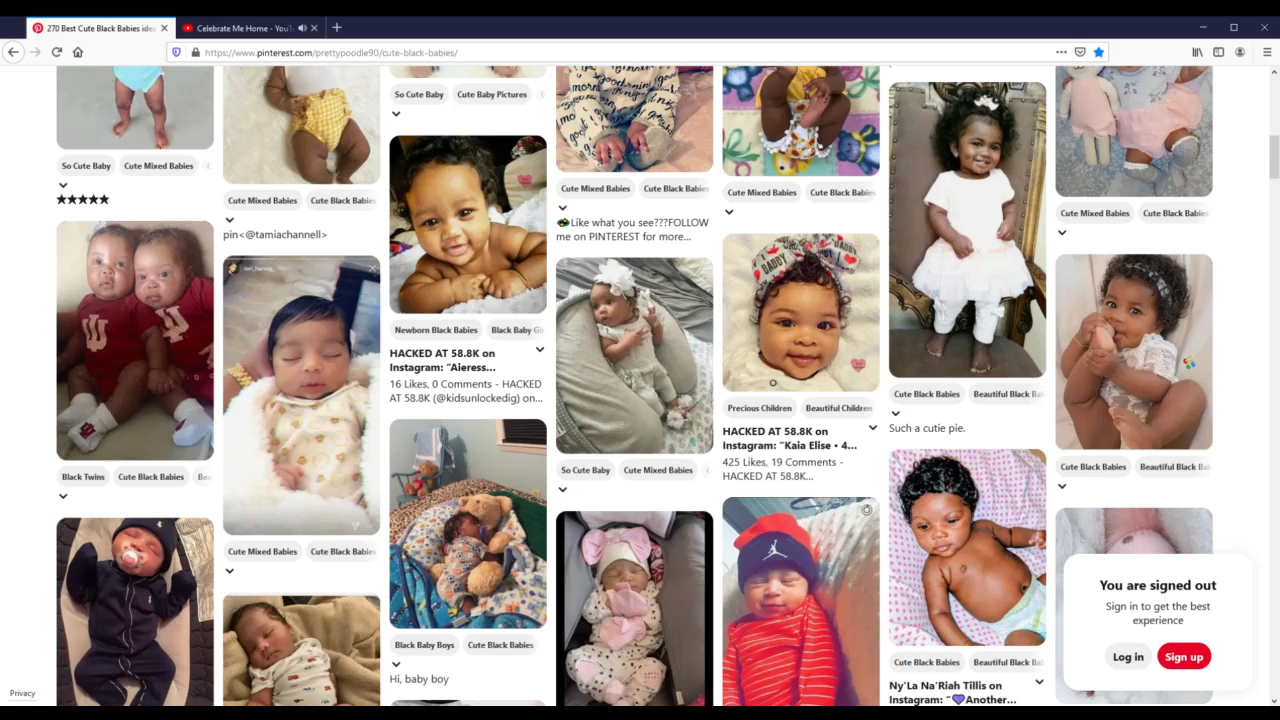 270 Best Cute Black Babies idea
Celebrate Me Home - YouT
https://www.pinterest.com/prettypoodle90/cute-black-babies/
So Cute Baby
Cute Mixed Babies
★★★★★
Black Twins
Cute Black Babies
Cute Mixed Babies
Cute Black Babies
pin<@tamiachannell>
Cute Mixed Babies
Cute Black Babies
So Cute Baby
Cute Baby Pictures
Newborn Black Babies
Black Baby Gi
HACKED AT 58.8K on
Instagram: “Aieress...
16 Likes, 0 Comments - HACKED
AT 58.8K (@kidsunlockedig) on...
Black Baby Boys
Cute Black Babies
Hi, baby boy
Cute Mixed Babies
Cute Black Babies
Like what you see???FOLLOW
me on PINTEREST for more...
So Cute Baby
Cute Mixed Babies
Cute Mixed Babies
Cute Black Babies
DADDY
DADDY
Precious Children
Beautiful Children
HACKED AT 58.8K on
Instagram: “Kaia Elise • 4...
425 Likes, 19 Comments -
HACKED AT 58.8K...
Cute Black Babies
Beautiful Black Ba
Such a cutie pie.
Cute Black Babies
Beautiful Black Ba
Ny'La Na'Riah Tillis on
Instagram: “💜Another...
Cute Mixed Babies
Cute Black Babies
Cute Black Babies
Beautiful Black Ba
You are signed out
Sign in to get the best
experience
Log in
Sign up
Privacy